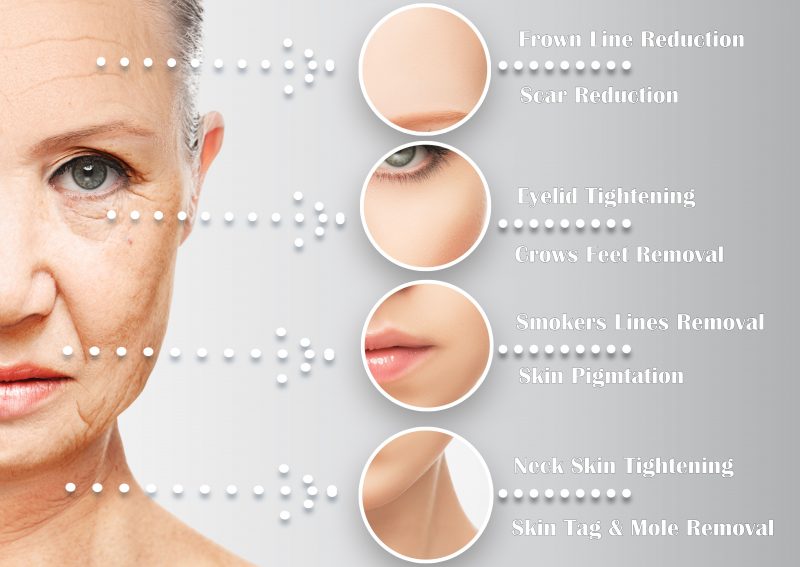 Frown Line Reduction
Scar Reduction
Eyelid Tightening
Crows Feet Removal
Smokers Lines Removal
Skin Pigmtation
Neck Skin Tightening
Skin Tag & Mole Removal